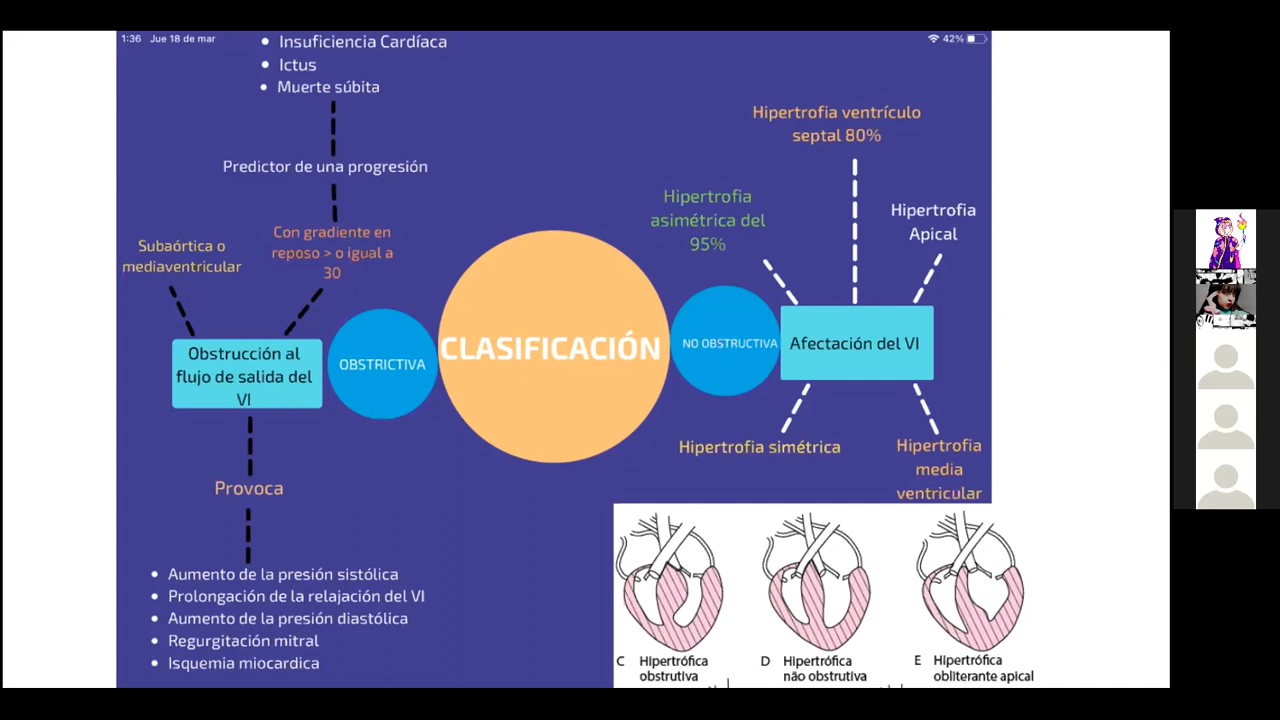 1:36 Jue 18 de mar
42%
Insuficiencia Cardíaca
Ictus
Muerte súbita
Predictor de una progresión
Con gradiente en
reposo > o igual a
30
Subaórtica o
mediaventricular
Obstrucción al
flujo de salida del
VI
OBSTRICTIVA
CLASIFICACIÓN
NO OBSTRUCTIVA
Afectación del VI
Hipertrofia
asimétrica del
95%
Hipertrofia ventrículo
septal 80%
Hipertrofia
Apical
Hipertrofia simétrica
Hipertrofia
media
ventricular
Provoca
Aumento de la presión sistólica
Prolongación de la relajación del VI
Aumento de la presión diastólica
Regurgitación mitral
Isquemia miocardica
C Hipertrófica
obstrutiva
D Hipertrófica
não obstrutiva
E Hipertrófica
obliterante apical